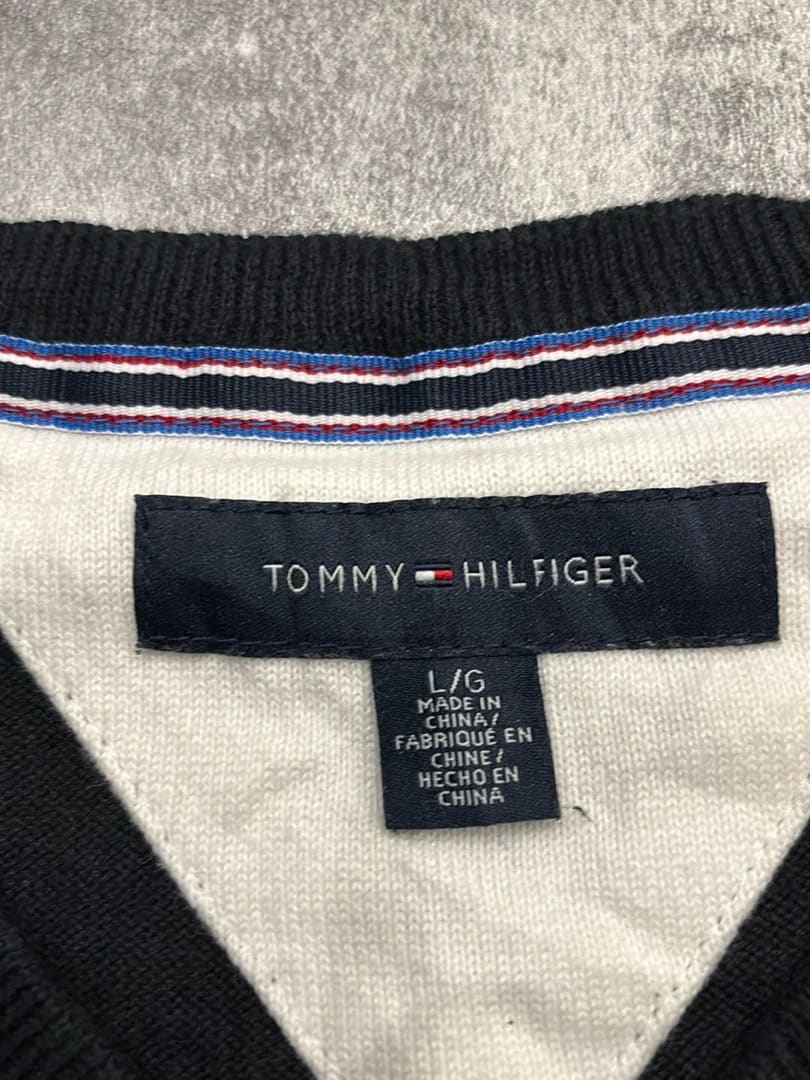 TOMMY HILFIGER
L/G
MADE IN
CHINA/
FABRIQUÉ EN
CHINE/
HECHO EN
CHINA